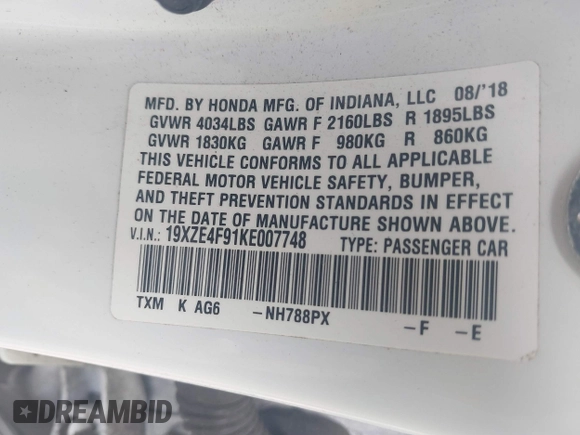 MFD. BY HONDA MFG. OF INDIANA, LLC 08/'18
GVWR 4034LBS GAWR F 2160LBS R 1895LBS
GVWR 1830KG GAWR F 980KG R 860KG
THIS VEHICLE CONFORMS TO ALL APPLICABLE
FEDERAL MOTOR VEHICLE SAFETY, BUMPER,
AND THEFT PREVENTION STANDARDS IN EFFECT
ON THE DATE OF MANUFACTURE SHOWN ABOVE.
V.I.N.: 19XZE4F91KE007748 TYPE: PASSENGER CAR
TXM K AG6 -NH788PX -F -E
DREAMBID